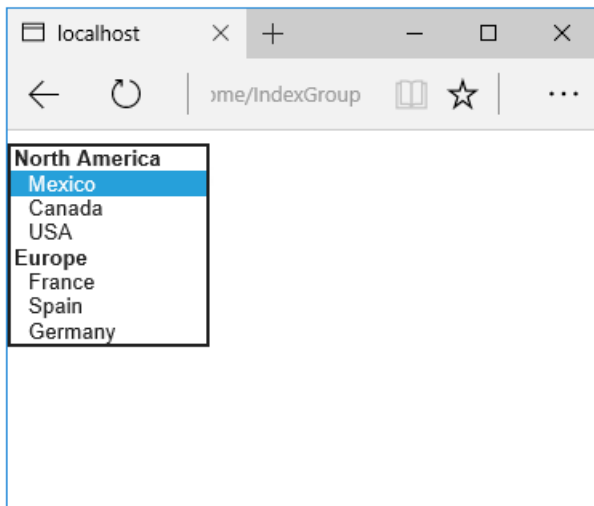 localhost
ome/IndexGroup
North America
Mexico
Canada
USA
Europe
France
Spain
Germany